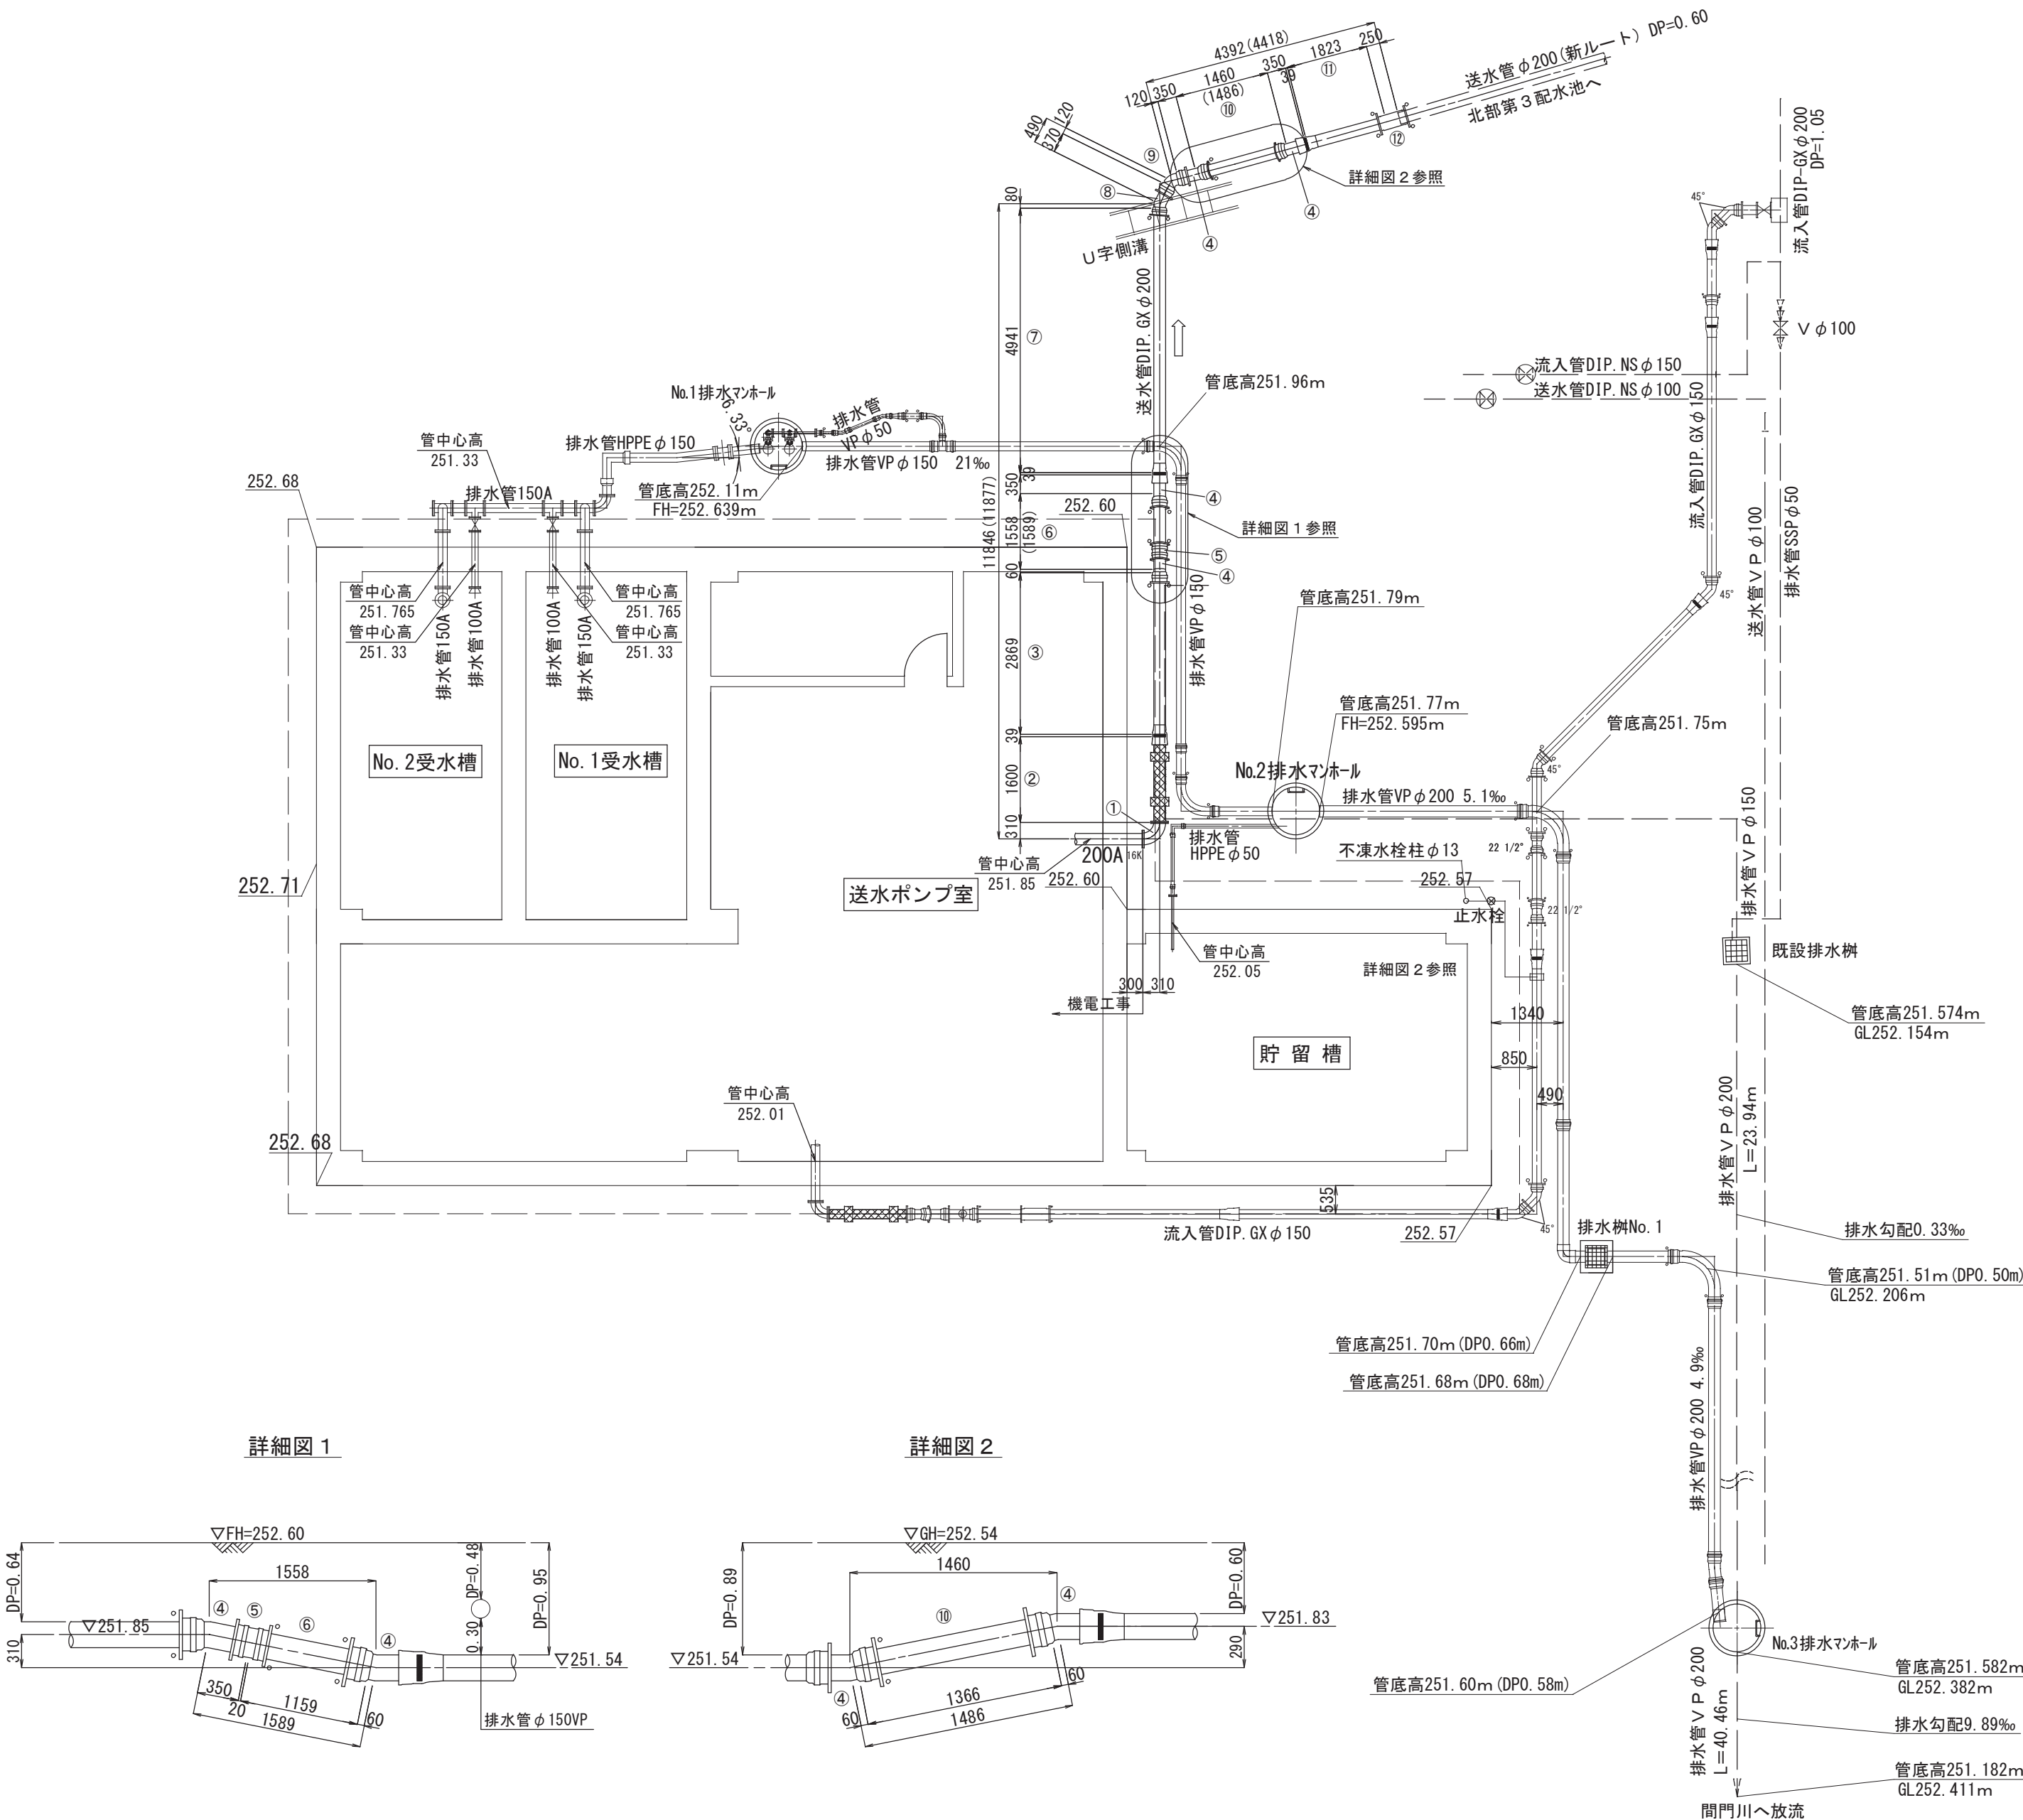 4392(4418)
120
350
1460
(1486)
⑩
350
39
1823
⑪
250
送水管φ200(新ルート) DP=0.60
北部第3配水池へ
⑫
490
370
120
⑨
⑧
詳細図2参照
④
④
U字側溝
80
4941
⑦
送水管DIP.GXφ200
11846(11877)
39
350
1558
(1589)
⑥
60
2869
③
39
1600
②
310
①
④
⑤
④
管底高251.96m
詳細図1参照
252.60
排水管VPφ150
流入管DIP-GXφ200
DP=1.05
45°
Vφ100
流入管DIP.NSφ150
送水管DIP.NSφ100
流入管DIP.GXφ150
45°
送水管VPφ100
排水管SSPφ50
No.1排水マンホール
6.33°
排水管
VPφ50
排水管HPPEφ150
排水管VPφ150 21‰
管中心高
251.33
排水管150A
管底高252.11m
FH=252.639m
252.68
管中心高
251.765
管中心高
251.33
管中心高
251.765
管中心高
251.33
排水管150A
排水管100A
排水管100A
排水管150A
No.2受水槽
No.1受水槽
252.71
送水ポンプ室
200A
16K
管中心高
251.85
252.60
管底高251.79m
管底高251.77m
FH=252.595m
管底高251.75m
No.2排水マンホール
排水管VPφ200 5.1‰
45°
排水管
HPPEφ50
不凍水栓柱φ13
22 1/2°
252.57
止水栓
22 1/2°
管中心高
252.05
詳細図2参照
300
310
機電工事
貯留槽
1340
850
490
排水管VPφ150
既設排水桝
管底高251.574m
GL252.154m
排水管VPφ200
L=23.94m
管中心高
252.01
252.68
535
流入管DIP.GXφ150
252.57
45°
排水桝No.1
排水勾配0.33‰
管底高251.51m(DP0.50m)
GL252.206m
管底高251.70m(DP0.66m)
管底高251.68m(DP0.68m)
排水管VPφ200 4.9‰
No.3排水マンホール
管底高251.60m(DP0.58m)
管底高251.582m
GL252.382m
排水管VPφ200
L=40.46m
排水勾配9.89‰
管底高251.182m
GL252.411m
間門川へ放流
詳細図1
▽FH=252.60
DP=0.64
1558
DP=0.48
DP=0.95
④
⑤
⑥
④
▽251.85
310
0.30
▽251.54
350
20
1159
60
1589
排水管φ150VP
詳細図2
▽GH=252.54
DP=0.89
1460
DP=0.60
④
⑩
▽251.83
290
▽251.54
④
60
1366
60
1486